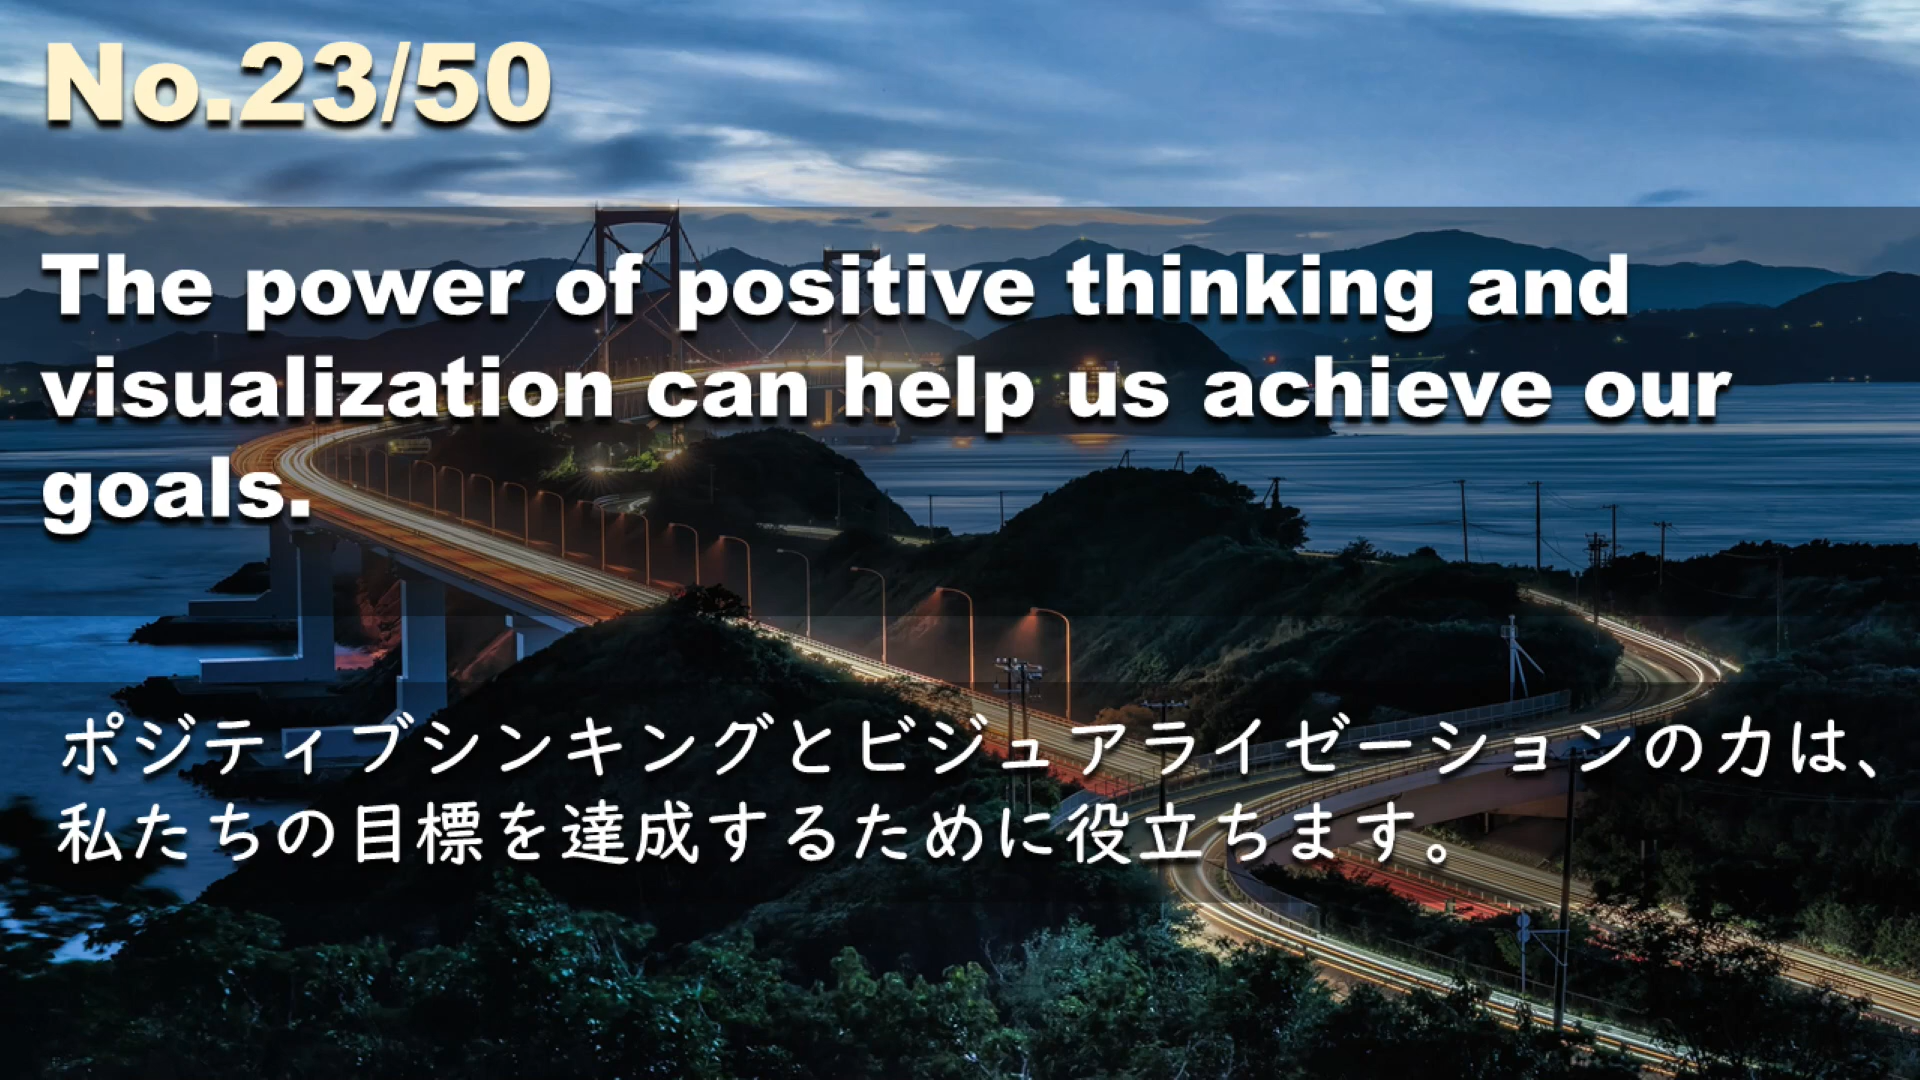 No.23/50
The power of positive thinking and
visualization can help us achieve our
goals.
ポジティブシンキングとビジュアライゼーションの力は、
私たちの目標を達成するために役立ちます。